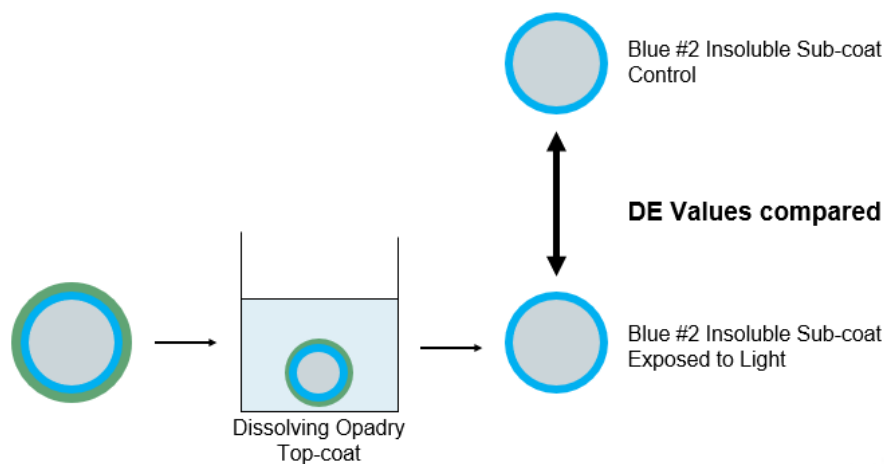 Blue #2 Insoluble Sub-coat
Control
DE Values compared
Blue #2 Insoluble Sub-coat
Exposed to Light
Dissolving Opadry
Top-coat